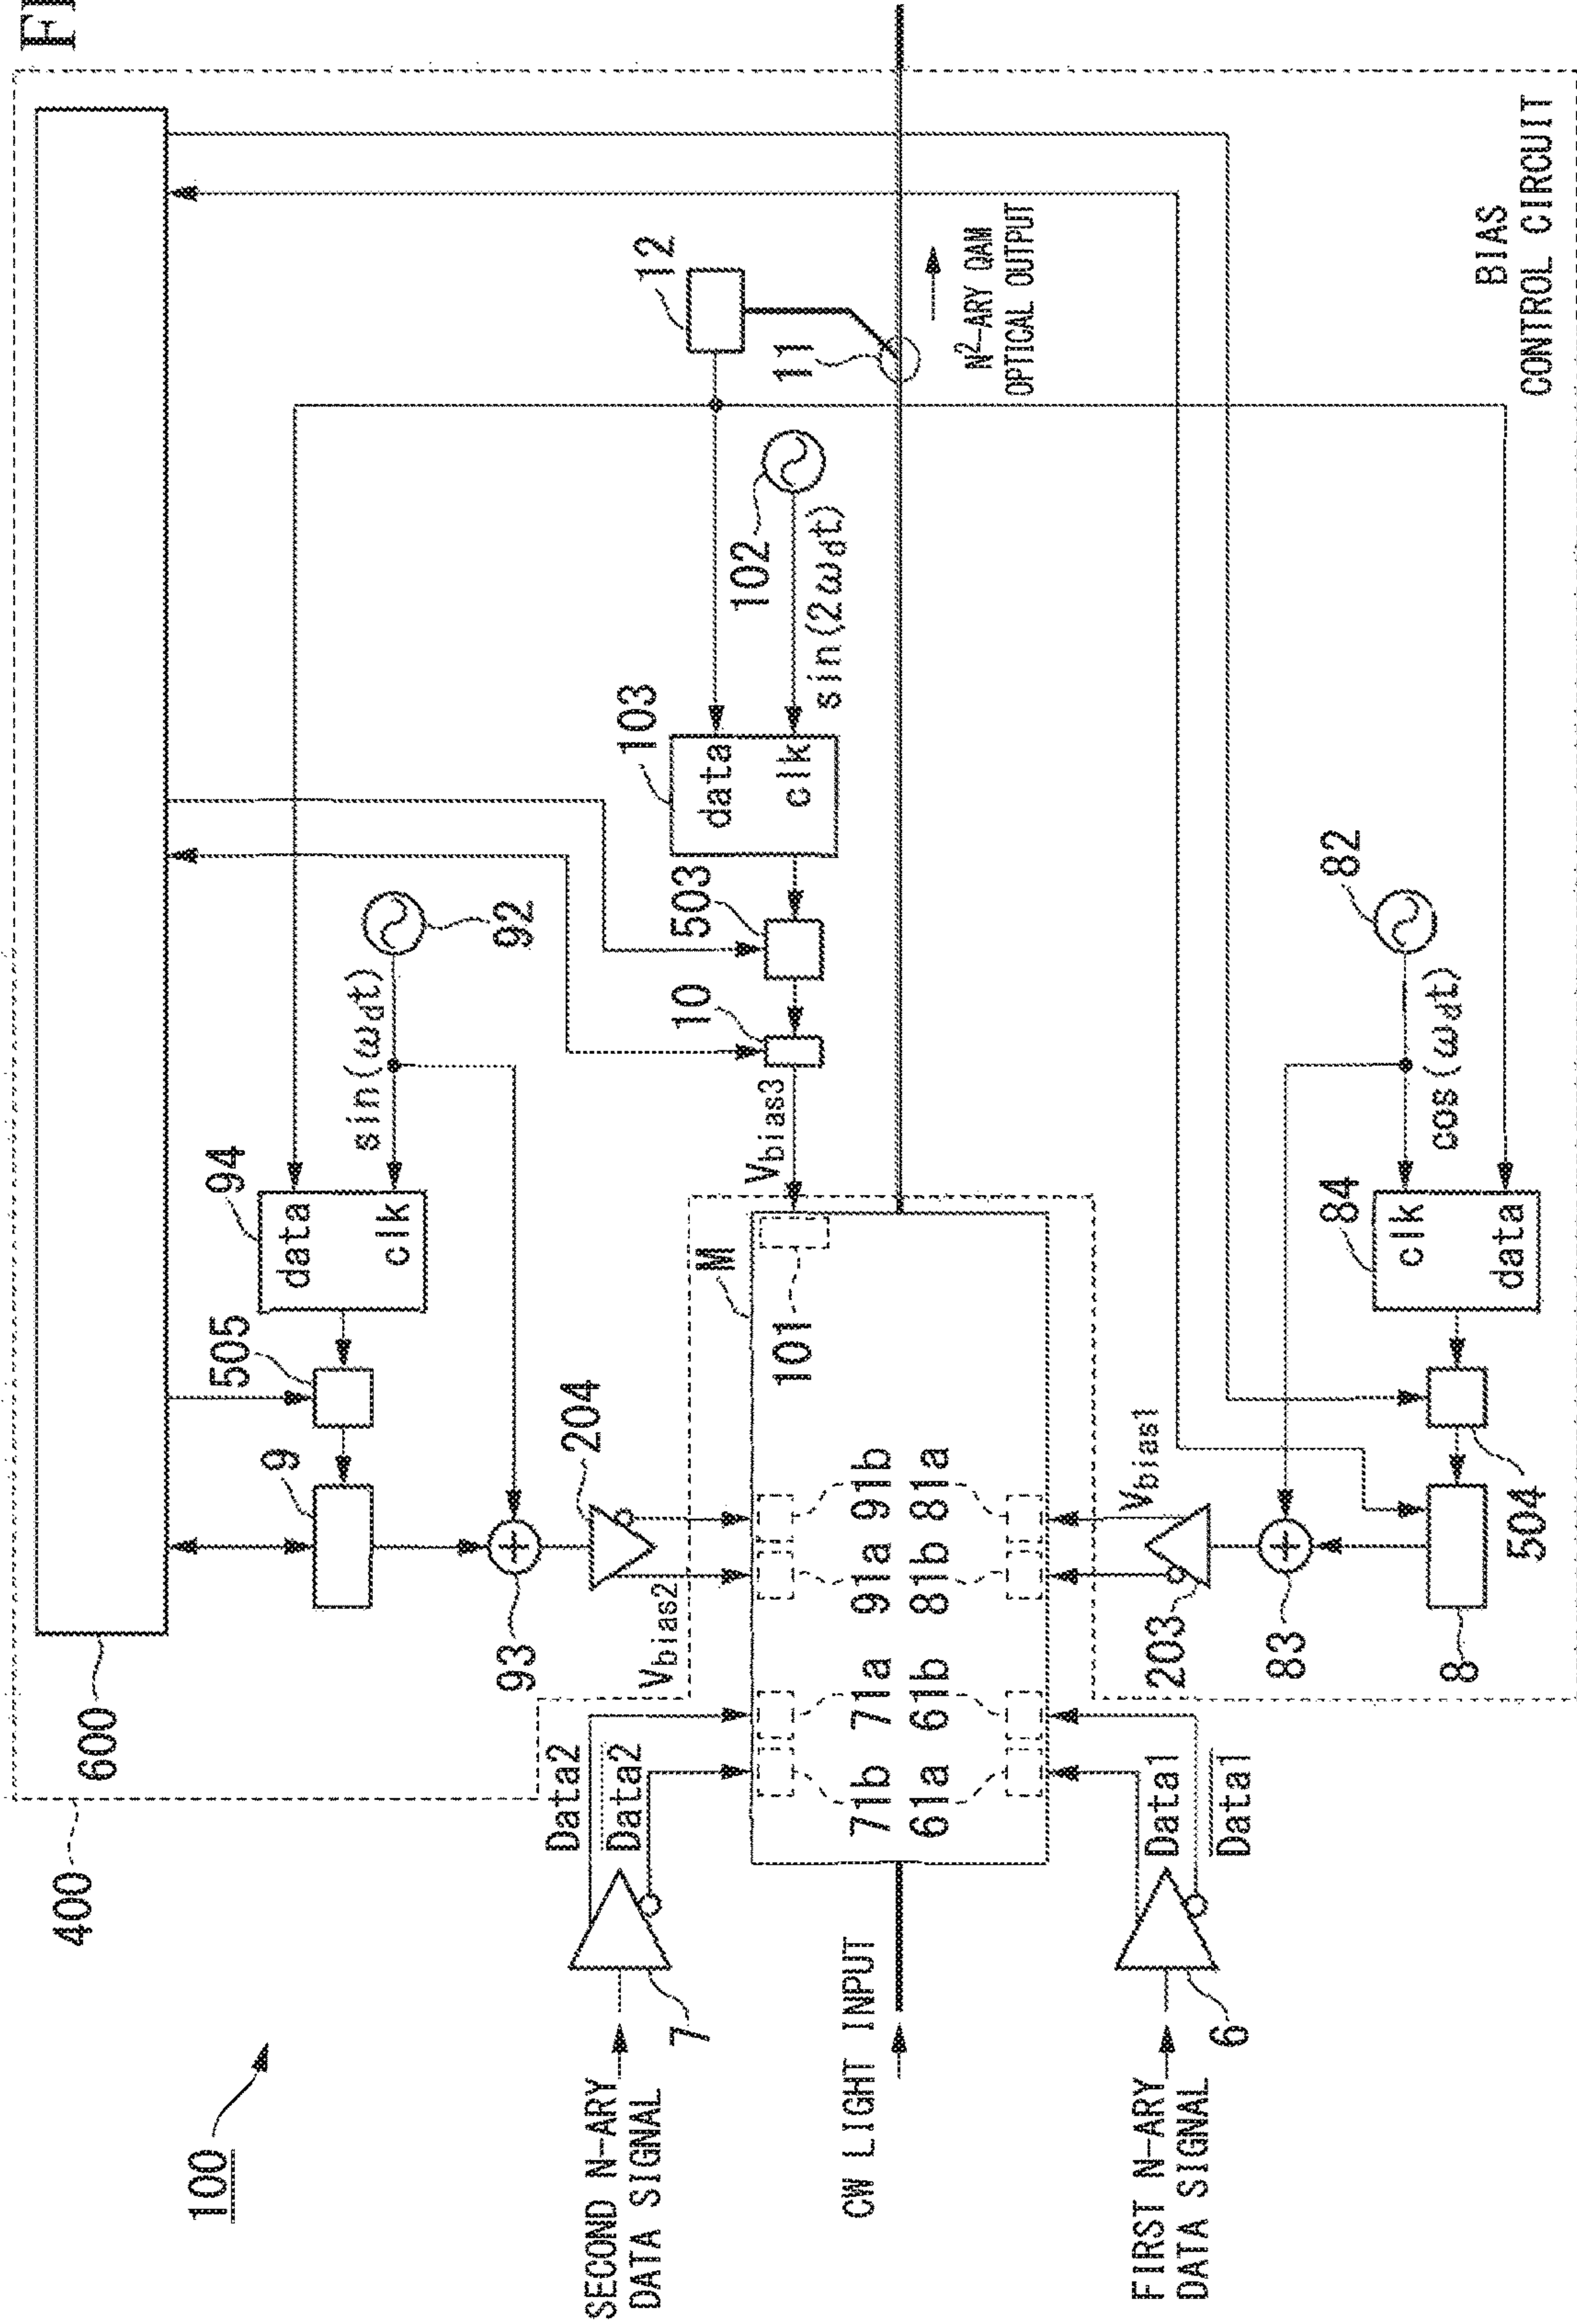 100
400
600
SECOND N-ARY
DATA SIGNAL
7
Data2
Data2
CW LIGHT INPUT
FIRST N-ARY
DATA SIGNAL
6
Data1
Data1
M
71b
71a
91a
91b
61a
61b
81b
81a
101
9
505
94
data
clk
sin(ωdt)
92
93
204
Vbias2
Vbias3
10
503
103
data
clk
102
sin(2ωdt)
12
11
N2-ARY QAM
OPTICAL OUTPUT
Vbias1
203
83
8
504
84
clk
data
cos(ωdt)
82
BIAS
CONTROL CIRCUIT